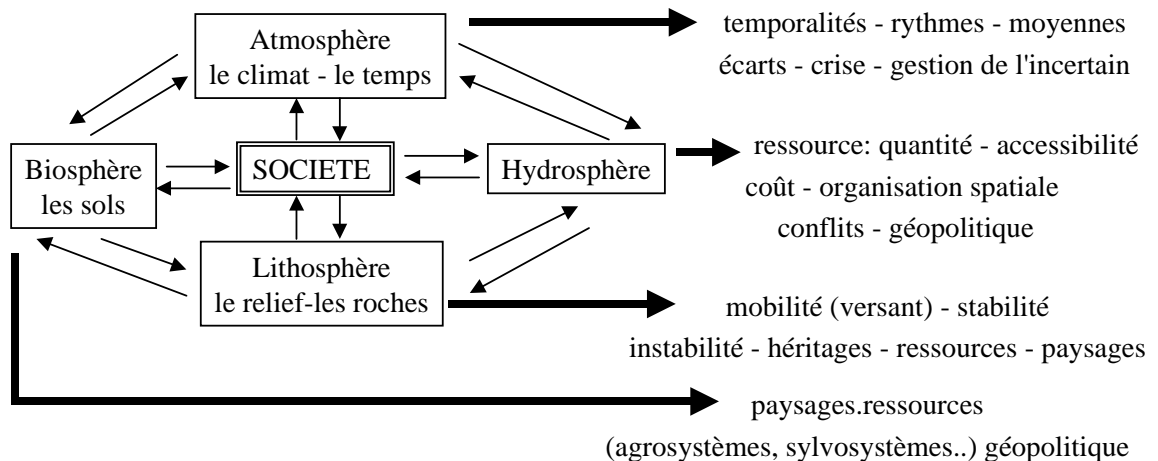 Atmosphère
le climat - le temps
temporalités - rythmes - moyennes
écarts - crise - gestion de l'incertain
Biosphère
les sols
SOCIETE
Hydrosphère
ressource: quantité - accessibilité
coût - organisation spatiale
conflits - géopolitique
Lithosphère
le relief-les roches
mobilité (versant) - stabilité
instabilité - héritages - ressources - paysages
paysages.ressources
(agrosystèmes, sylvosystèmes..) géopolitique